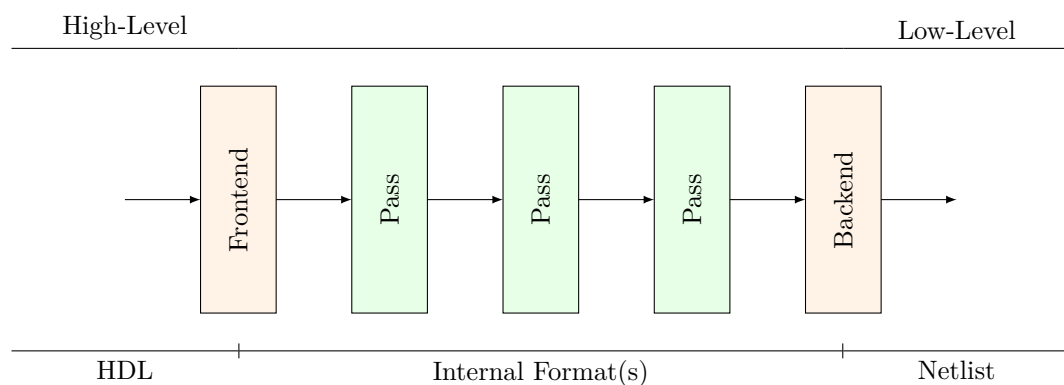 High-Level
Low-Level
Frontend
Pass
Pass
Pass
Backend
HDL
Internal Format(s)
Netlist